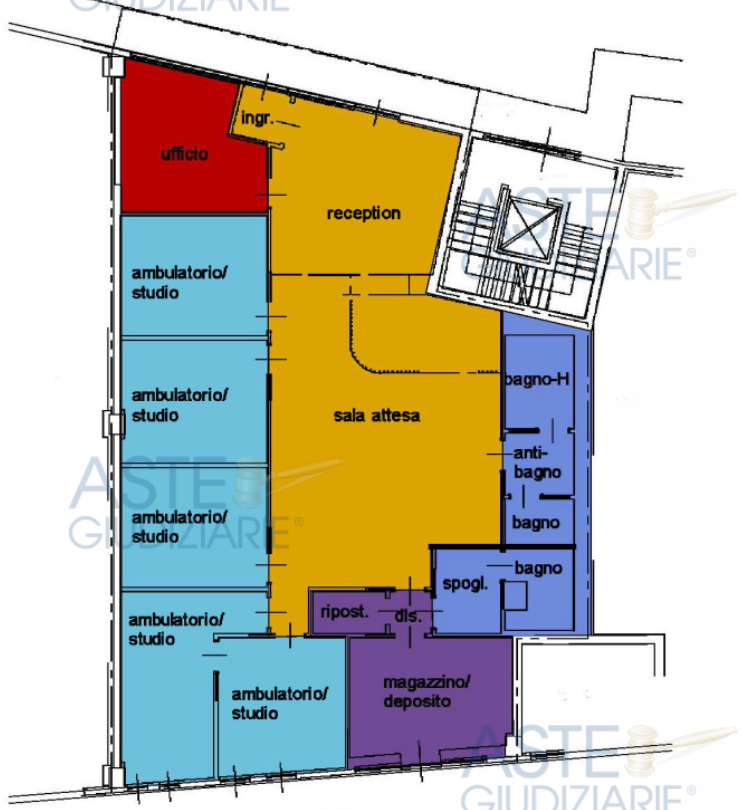 GIUDIZIARIE
ingr.
ufficio
reception
ASTE
GIUDIZIARIE®
ambulatorio/
studio
bagno-H
ambulatorio/
studio
sala attesa
anti-
bagno
ASTE
GIUDIZIARIE®
ambulatorio/
studio
bagno
bagno
spogl.
ripost.
dis.
ambulatorio/
studio
magazzino/
deposito
ambulatorio/
studio
ASTE
GIUDIZIARIE®